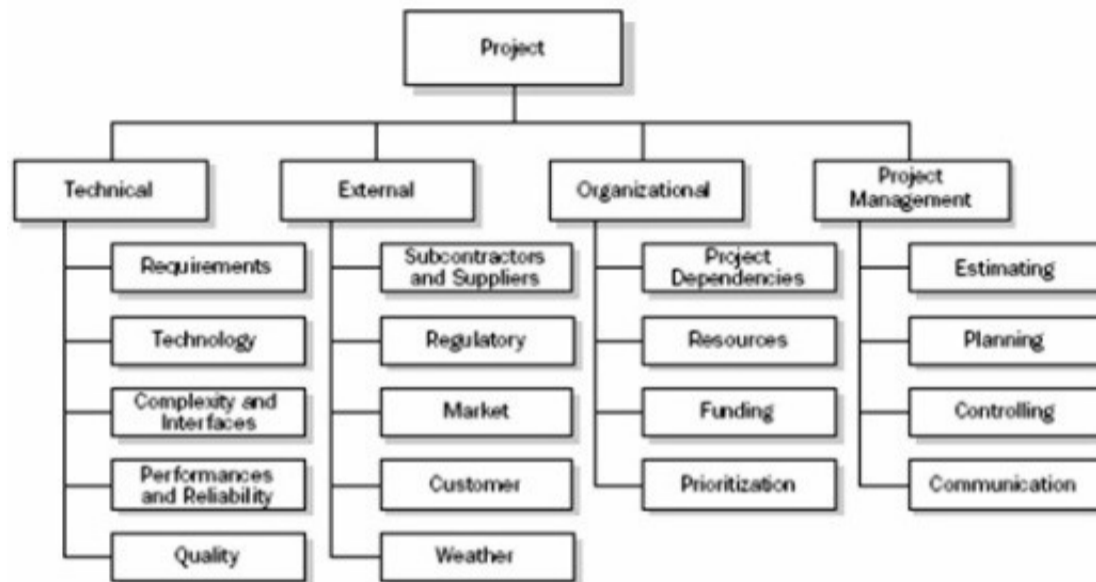 Project
Technical
External
Organizational
Project
Management
Requirements
Technology
Complexity and
Interfaces
Performances
and Reliability
Quality
Subcontractors
and Suppliers
Regulatory
Market
Customer
Weather
Project
Dependencies
Resources
Funding
Prioritization
Estimating
Planning
Controlling
Communication